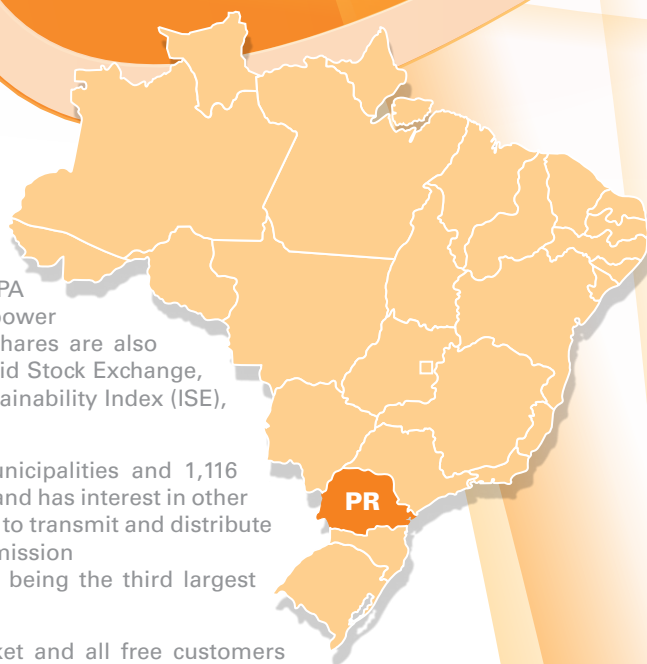 PA
power
hares are also
id Stock Exchange,
ainability Index (ISE),
unicipalities and 1,116
and has interest in other
PR
to transmit and distribute
mission
being the third largest
ket and all free customers